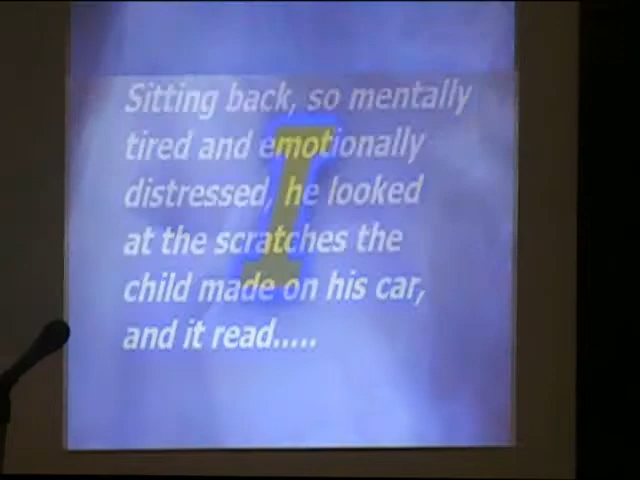 Sitting back, so mentally
tired and emotionally
distressed, he looked
at the scratches the
child made on his car,
and it read.....
I